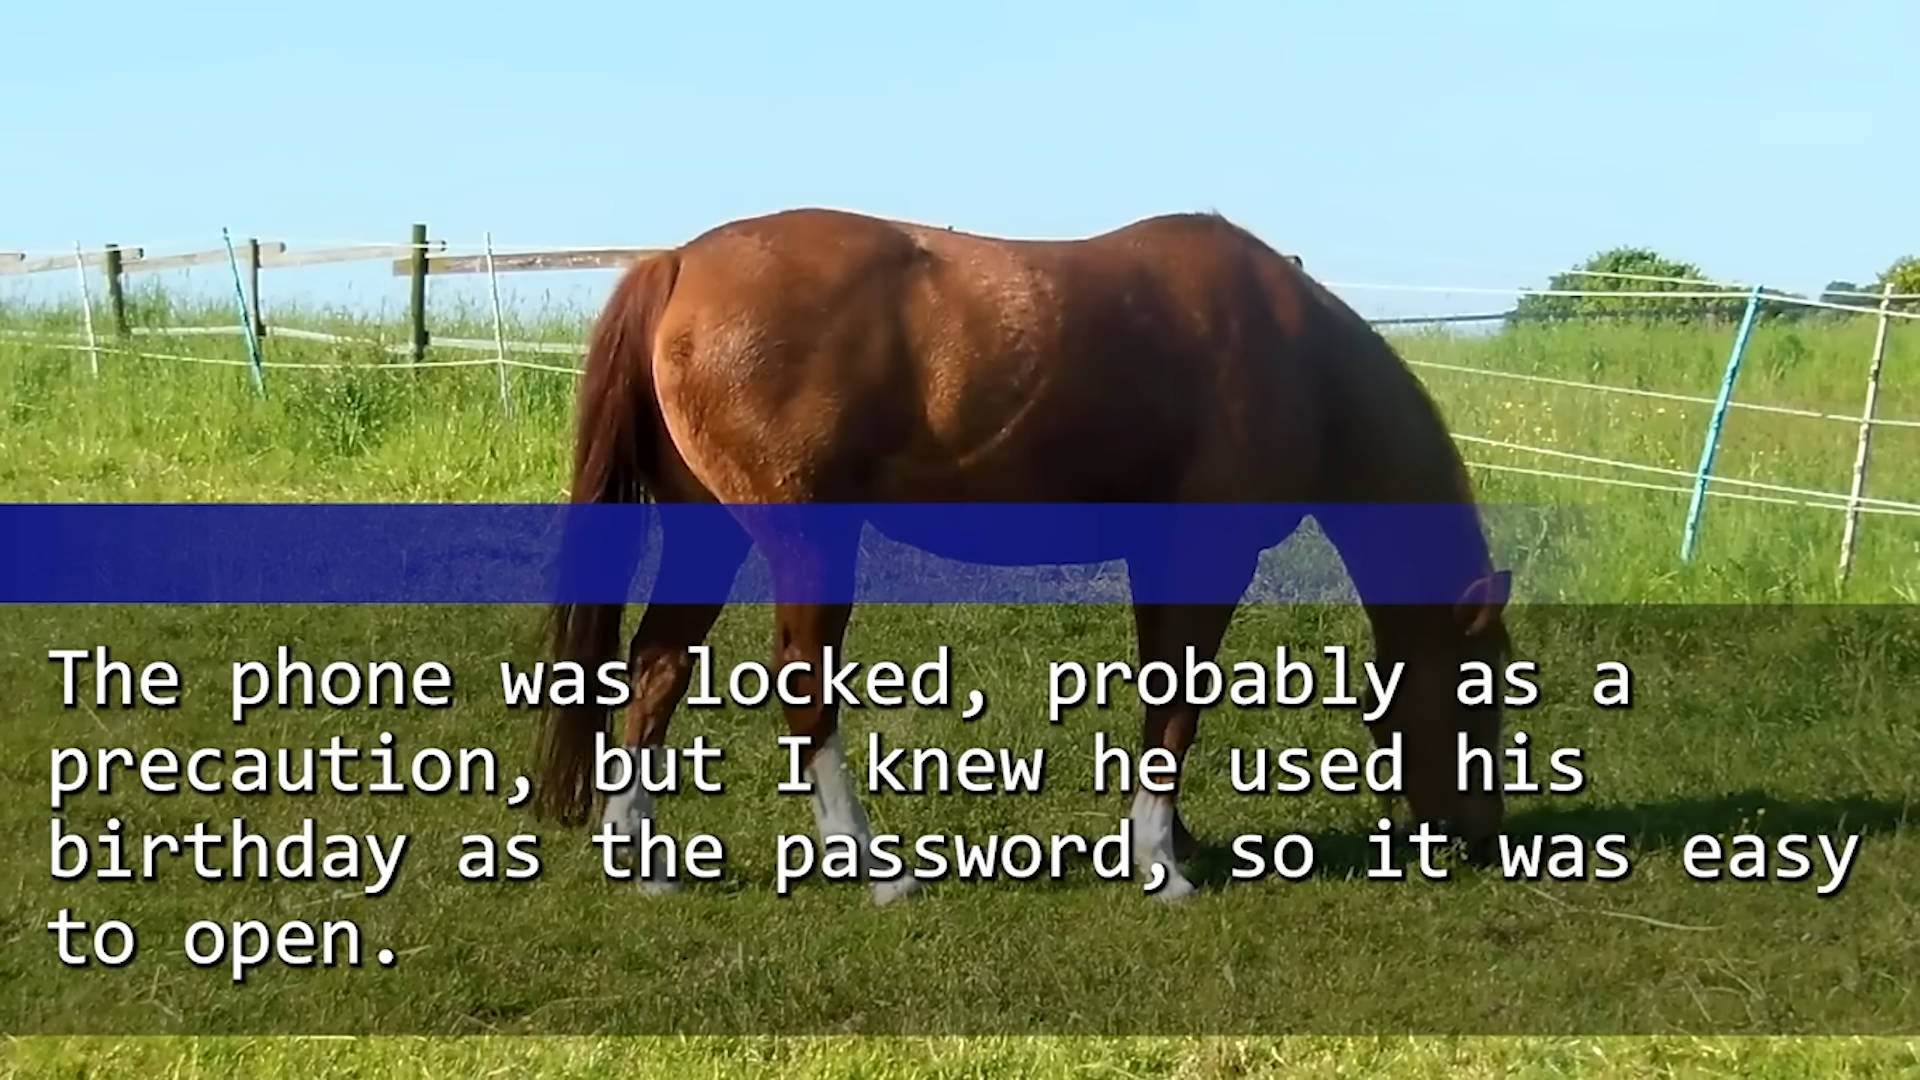 The phone was locked, probably as a
precaution, but I knew he used his
birthday as the password, so it was easy
to open.